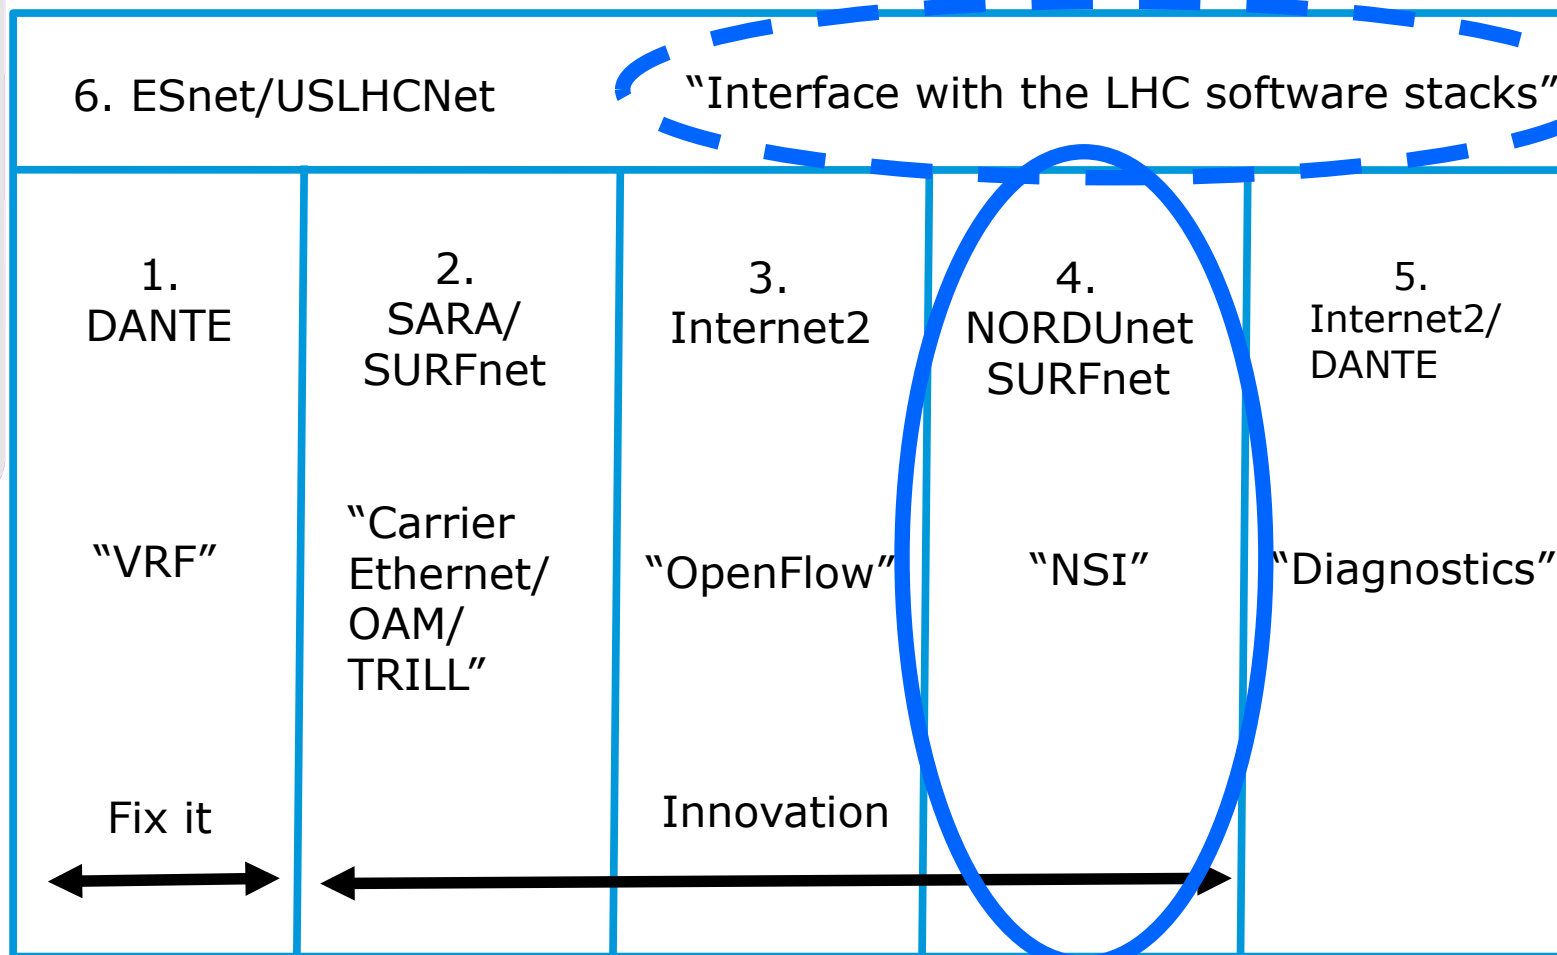 6. ESnet/USLHCNet
“Interface with the LHC software stacks”
1.
DANTE
“VRF”
Fix it
2.
SARA/
SURFnet
“Carrier
Ethernet/
OAM/
TRILL”
3.
Internet2
“OpenFlow”
Innovation
4.
NORDUnet
SURFnet
“NSI”
5.
Internet2/
DANTE
“Diagnostics”